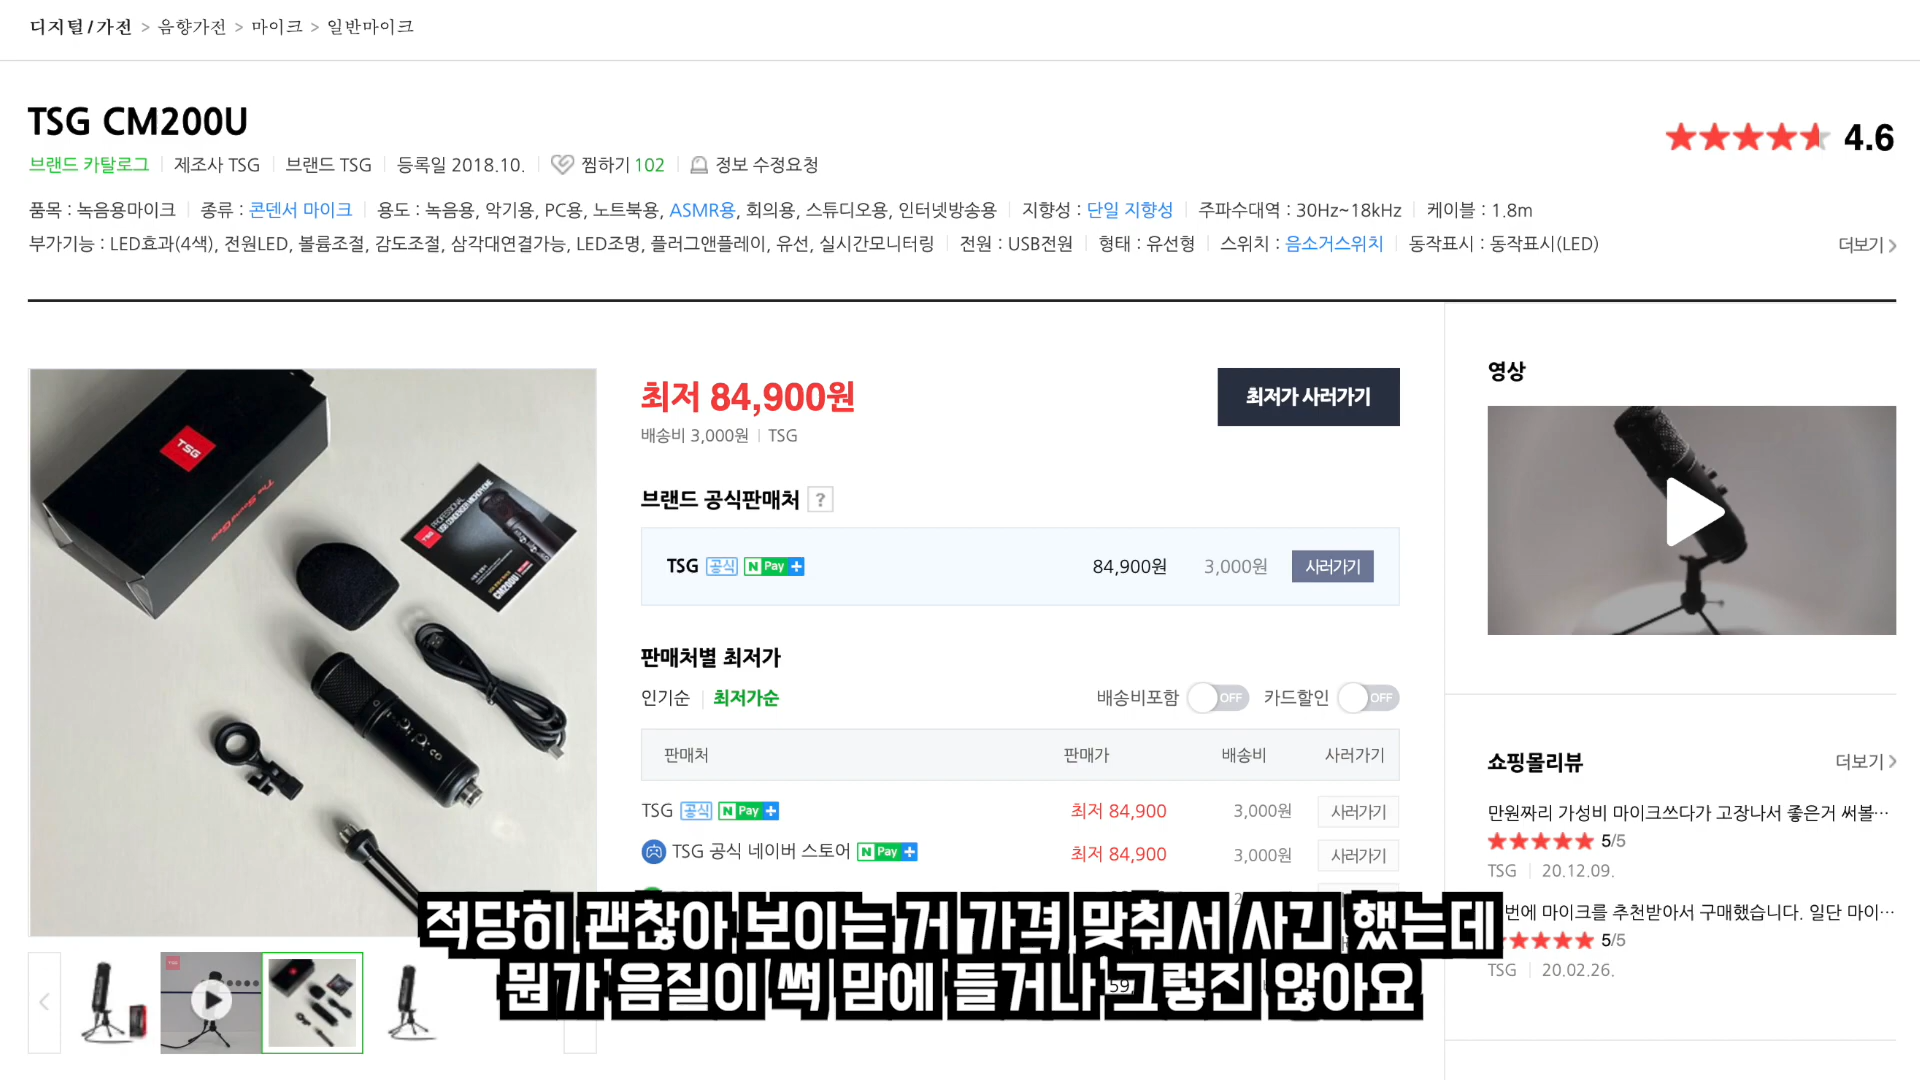 디지털/가전 > 음향가전 > 마이크 > 일반마이크
TSG CM200U
4.6
브랜드 카탈로그 | 제조사 TSG | 브랜드 TSG | 등록일 2018.10. | 찜하기 102 | 정보 수정요청
품목 : 녹음용마이크 | 종류 : 콘덴서 마이크 | 용도 : 녹음용, 악기용, PC용, 노트북용, ASMR용, 회의용, 스튜디오용, 인터넷방송용 | 지향성 : 단일 지향성 | 주파수대역 : 30Hz~18kHz | 케이블 : 1.8m
부가기능 : LED효과(4색), 전원LED, 볼륨조절, 감도조절, 삼각대연결가능, LED조명, 플러그앤플레이, 유선, 실시간모니터링 | 전원 : USB전원 | 형태 : 유선형 | 스위치 : 음소거스위치 | 동작표시 : 동작표시(LED)
더보기 >
TSG
The Sound Gear
TSG
PROFESSIONAL
USB CONDENSER MICROPHONE
CM200U
최저 84,900원
최저가 사러가기
배송비 3,000원 | TSG
브랜드 공식판매처 ?
TSG 공식 N Pay + 84,900원 3,000원 사러가기
판매처별 최저가
인기순 | 최저가순 배송비포함 OFF 카드할인 OFF
판매처 판매가 배송비 사러가기
TSG 공식 N Pay + 최저 84,900 3,000원 사러가기
TSG 공식 네이버 스토어 N Pay + 최저 84,900 3,000원 사러가기
영상
쇼핑몰리뷰 더보기 >
만원짜리 가성비 마이크쓰다가 고장나서 좋은거 써볼…
5/5
TSG | 20.12.09.
번에 마이크를 추천받아서 구매했습니다. 일단 마이…
5/5
TSG | 20.02.26.
적당히 괜찮아 보이는 거 가격 맞춰서 사긴 했는데
뭔가 음질이 썩 맘에 들거나 그렇진 않아요
59,